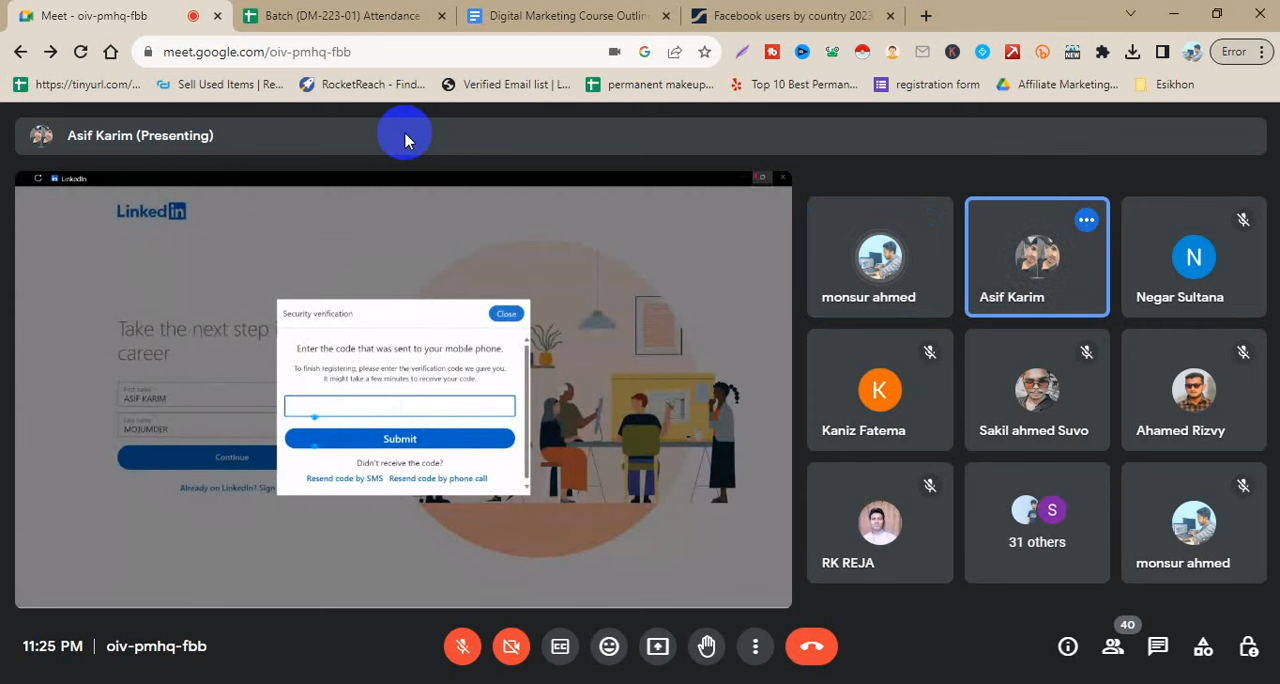 Meet - oiv-pmhq-fbb
Batch (DM-223-01) Attendance
Digital Marketing Course Outlin
Facebook users by country 2023
meet.google.com/oiv-pmhq-fbb
Error
https://tinyurl.com/...
Sell Used Items | Re...
RocketReach - Find...
Verified Email list | L...
permanent makeup...
Top 10 Best Perman...
registration form
Affiliate Marketing...
Esikhon
Asif Karim (Presenting)
LinkedIn
Linked in
Take the next step i
career
First name
ASIF KARIM
Last name
MOJUMDER
Continue
Already on LinkedIn? Sign
Security verification
Close
Enter the code that was sent to your mobile phone.
To finish registering, please enter the verification code we gave you.
It might take a few minutes to receive your code.
Submit
Didn't receive the code?
Resend code by SMS Resend code by phone call
monsur ahmed
Asif Karim
N
Negar Sultana
K
Kaniz Fatema
Sakil ahmed Suvo
Ahamed Rizvy
RK REJA
S
31 others
monsur ahmed
11:25 PM | oiv-pmhq-fbb
40